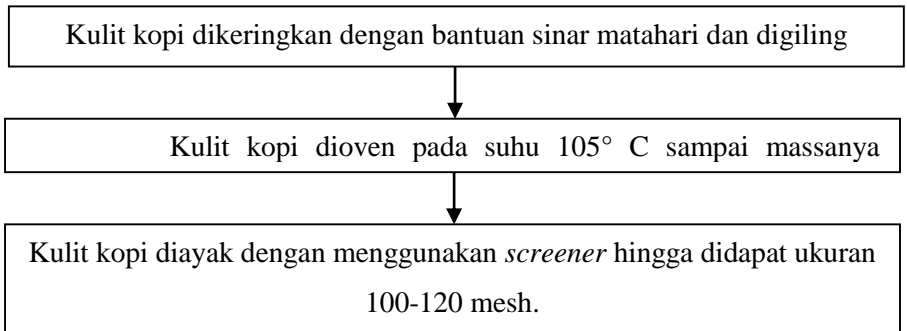 Kulit kopi dikeringkan dengan bantuan sinar matahari dan digiling
Kulit kopi dioven pada suhu 105° C sampai massanya
Kulit kopi diayak dengan menggunakan screener hingga didapat ukuran
100-120 mesh.